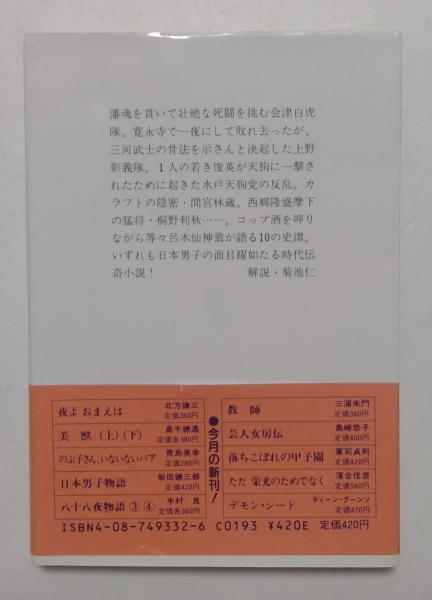 藩魂を貫いて壮絶な死闘を挑む会津白虎
隊。寛永寺で一夜にして敗れ去ったが、
三河武士の骨法を示さんと決起した上野
彰義隊。1人の若き俊英が天狗に一撃さ
れたために起きた水戸天狗党の反乱。カ
ラフトの隠密・間宮林蔵。西郷隆盛摩下
の猛将・桐野利秋……。コップ酒を呷り
ながら等々呂木仙神翁が語る10の史譚。
いずれも日本男子の面目曜如たる時代伝
奇小説! 解説・菊池仁
夜よ おまえは 北方謙三 定価360円
美獣(上)(下) 高千穂遙 定価各380円
のぶ子さん、いないないバア 青島美幸 定価280円
日本男子物語 柴田錬三郎 定価420円
八十八夜物語③④ 半村良 定価各360円
●今月の新刊!
教師 三浦朱門 定価380円
芸人女房伝 島崎恭子 定価400円
落ちこぼれの甲子園 軍司貞則 定価420円
ただ 栄光のためでなく 落合信彦 定価580円
デモン・シード ディーン・クーンツ 定価420円
ISBN4-08-749332-6 C0193 ¥420E 定価420円